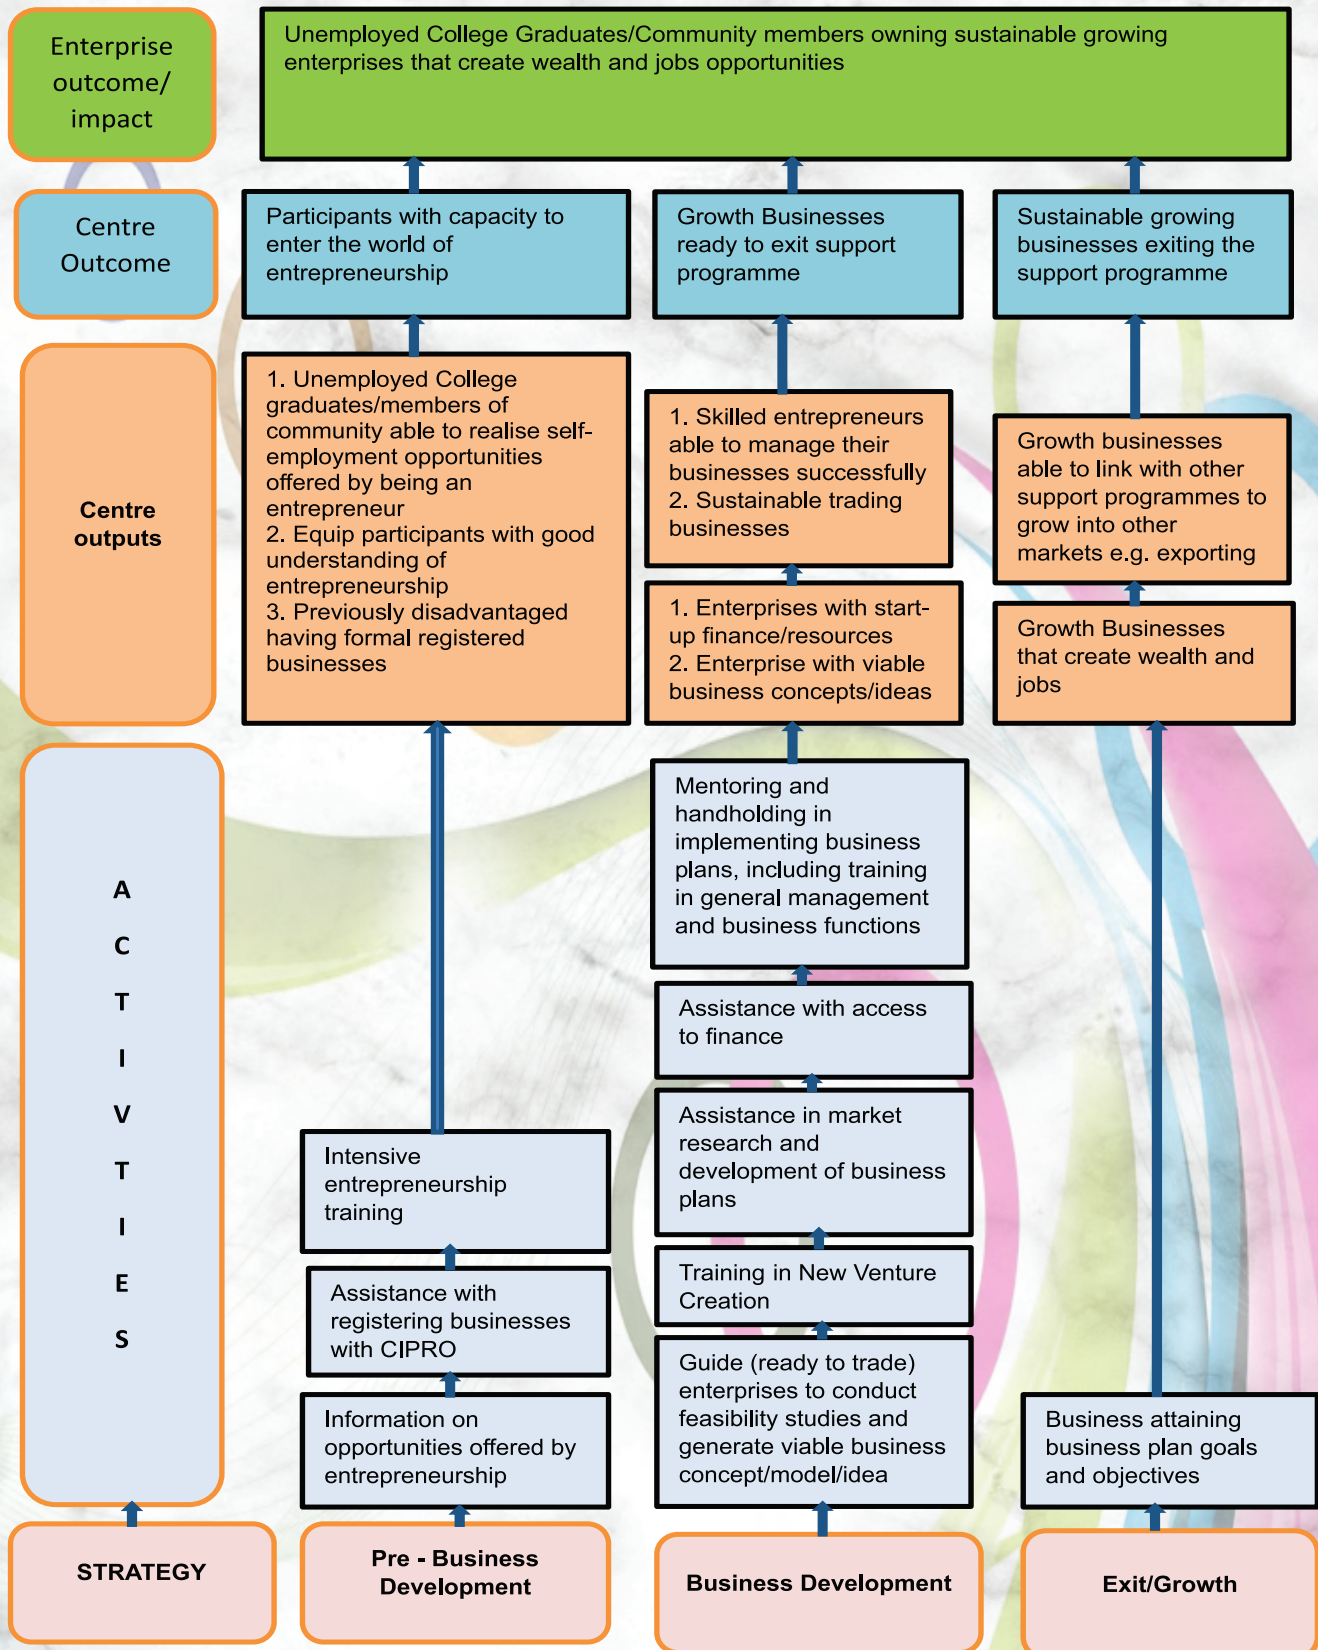 Enterprise
outcome/
impact
Unemployed College Graduates/Community members owning sustainable growing
enterprises that create wealth and jobs opportunities
Centre
Outcome
Participants with capacity to
enter the world of
entrepreneurship
Growth Businesses
ready to exit support
programme
Sustainable growing
businesses exiting the
support programme
Centre
outputs
1. Unemployed College
graduates/members of
community able to realise self-
employment opportunities
offered by being an
entrepreneur
2. Equip participants with good
understanding of
entrepreneurship
3. Previously disadvantaged
having formal registered
businesses
1. Skilled entrepreneurs
able to manage their
businesses successfully
2. Sustainable trading
businesses
1. Enterprises with start-
up finance/resources
2. Enterprise with viable
business concepts/ideas
Growth businesses
able to link with other
support programmes to
grow into other
markets e.g. exporting
Growth Businesses
that create wealth and
jobs
A
C
T
I
V
T
I
E
S
Intensive
entrepreneurship
training
Assistance with
registering businesses
with CIPRO
Information on
opportunities offered by
entrepreneurship
Mentoring and
handholding in
implementing business
plans, including training
in general management
and business functions
Assistance with access
to finance
Assistance in market
research and
development of business
plans
Training in New Venture
Creation
Guide (ready to trade)
enterprises to conduct
feasibility studies and
generate viable business
concept/model/idea
Business attaining
business plan goals
and objectives
STRATEGY
Pre - Business
Development
Business Development
Exit/Growth